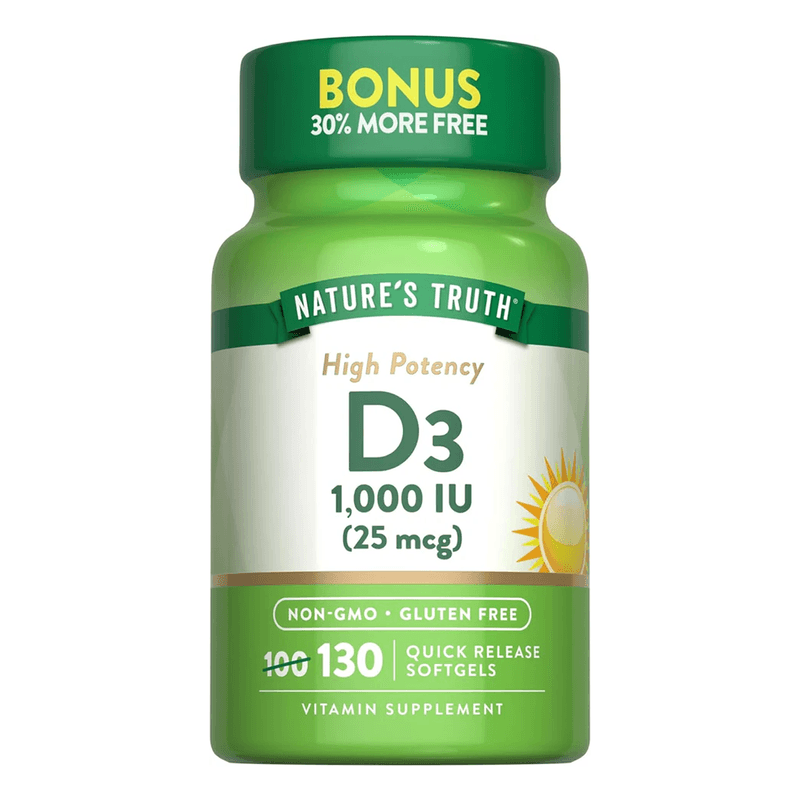 BONUS
30% MORE FREE
NATURE'S TRUTH®
High Potency
D3
1,000 IU
(25 mcg)
NON-GMO • GLUTEN FREE
100 130 QUICK RELEASE
SOFTGELS
VITAMIN SUPPLEMENT